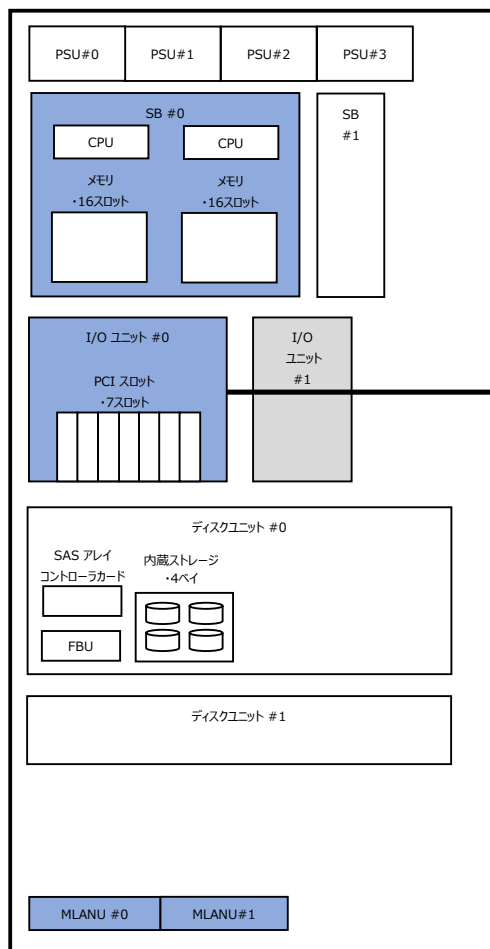 PSU#0
PSU#1
PSU#2
PSU#3
SB #0
CPU
CPU
メモリ
・16スロット
メモリ
・16スロット
SB
#1
I/O ユニット #0
PCI スロット
・7スロット
I/O
ユニット
#1
ディスクユニット #0
SAS アレイ
コントローラカード
FBU
内蔵ストレージ
・4ベイ
ディスクユニット #1
MLANU #0
MLANU#1